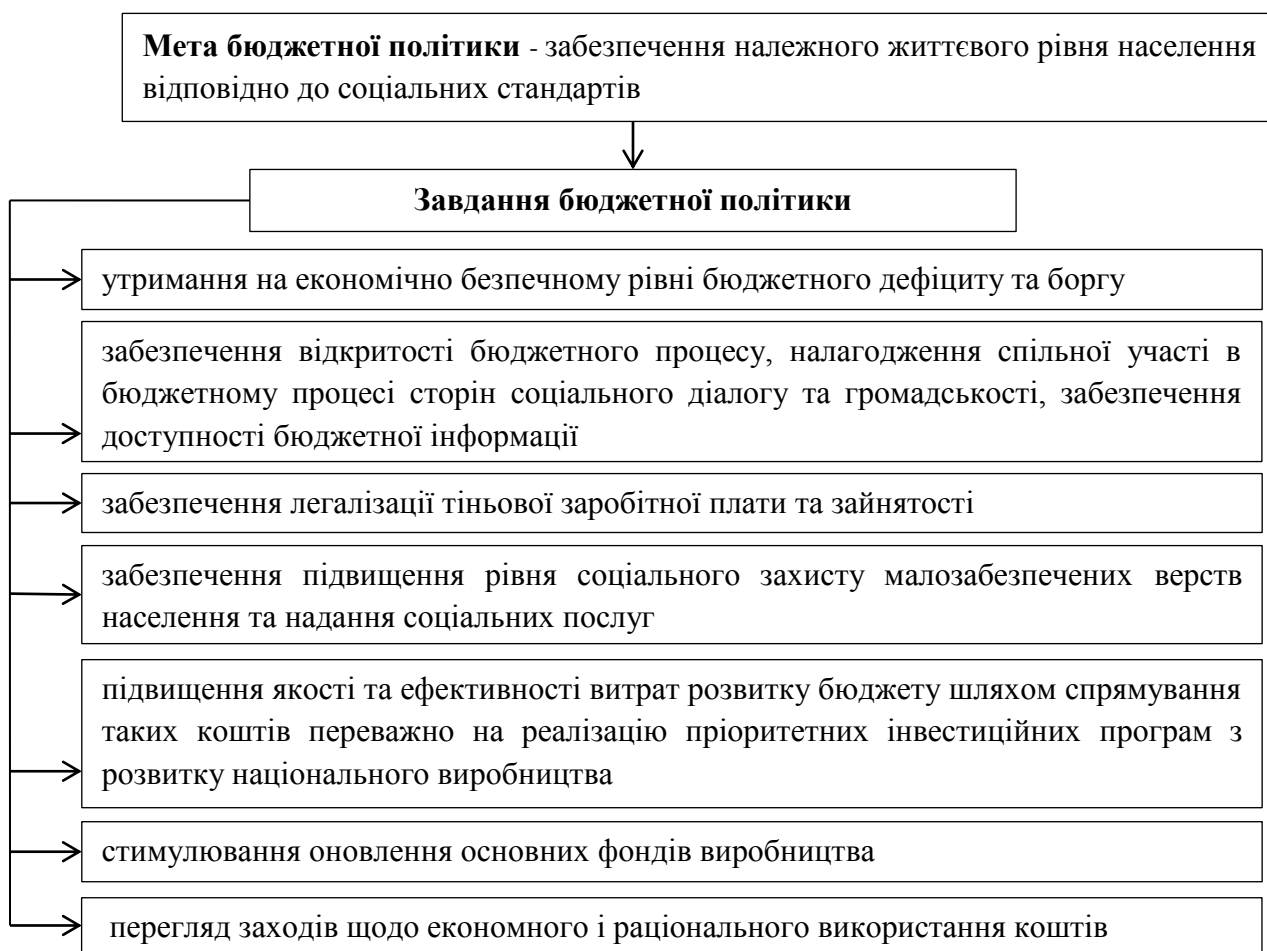 Мета бюджетної політики - забезпечення належного життєвого рівня населення
відповідно до соціальних стандартів
Завдання бюджетної політики
утримання на економічно безпечному рівні бюджетного дефіциту та боргу
забезпечення відкритості бюджетного процесу, налагодження спільної участі в
бюджетному процесі сторін соціального діалогу та громадськості, забезпечення
доступності бюджетної інформації
забезпечення легалізації тіньової заробітної плати та зайнятості
забезпечення підвищення рівня соціального захисту малозабезпечених верств
населення та надання соціальних послуг
підвищення якості та ефективності витрат розвитку бюджету шляхом спрямування
таких коштів переважно на реалізацію пріоритетних інвестиційних програм з
розвитку національного виробництва
стимулювання оновлення основних фондів виробництва
перегляд заходів щодо економного і раціонального використання коштів